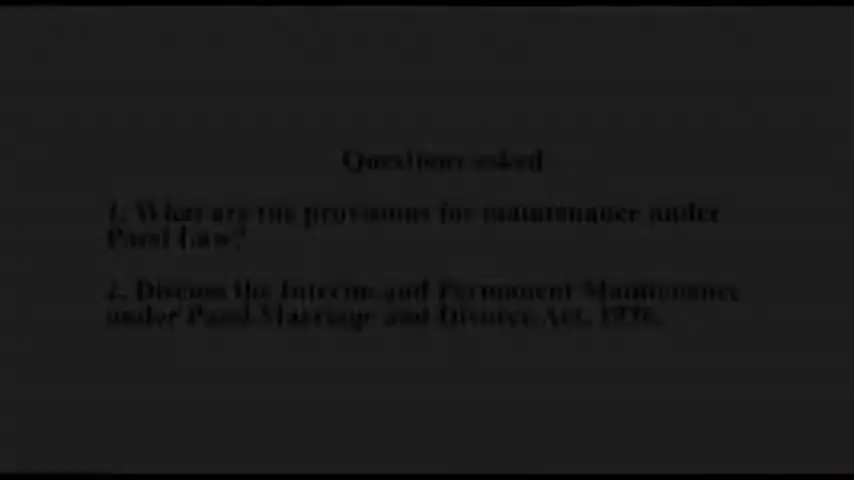 Questions asked
1. What are the provisions for maintenance under
Parsi Law?
2. Discuss the Interim and Permanent Maintenance
under Parsi Marriage and Divorce Act, 1936.